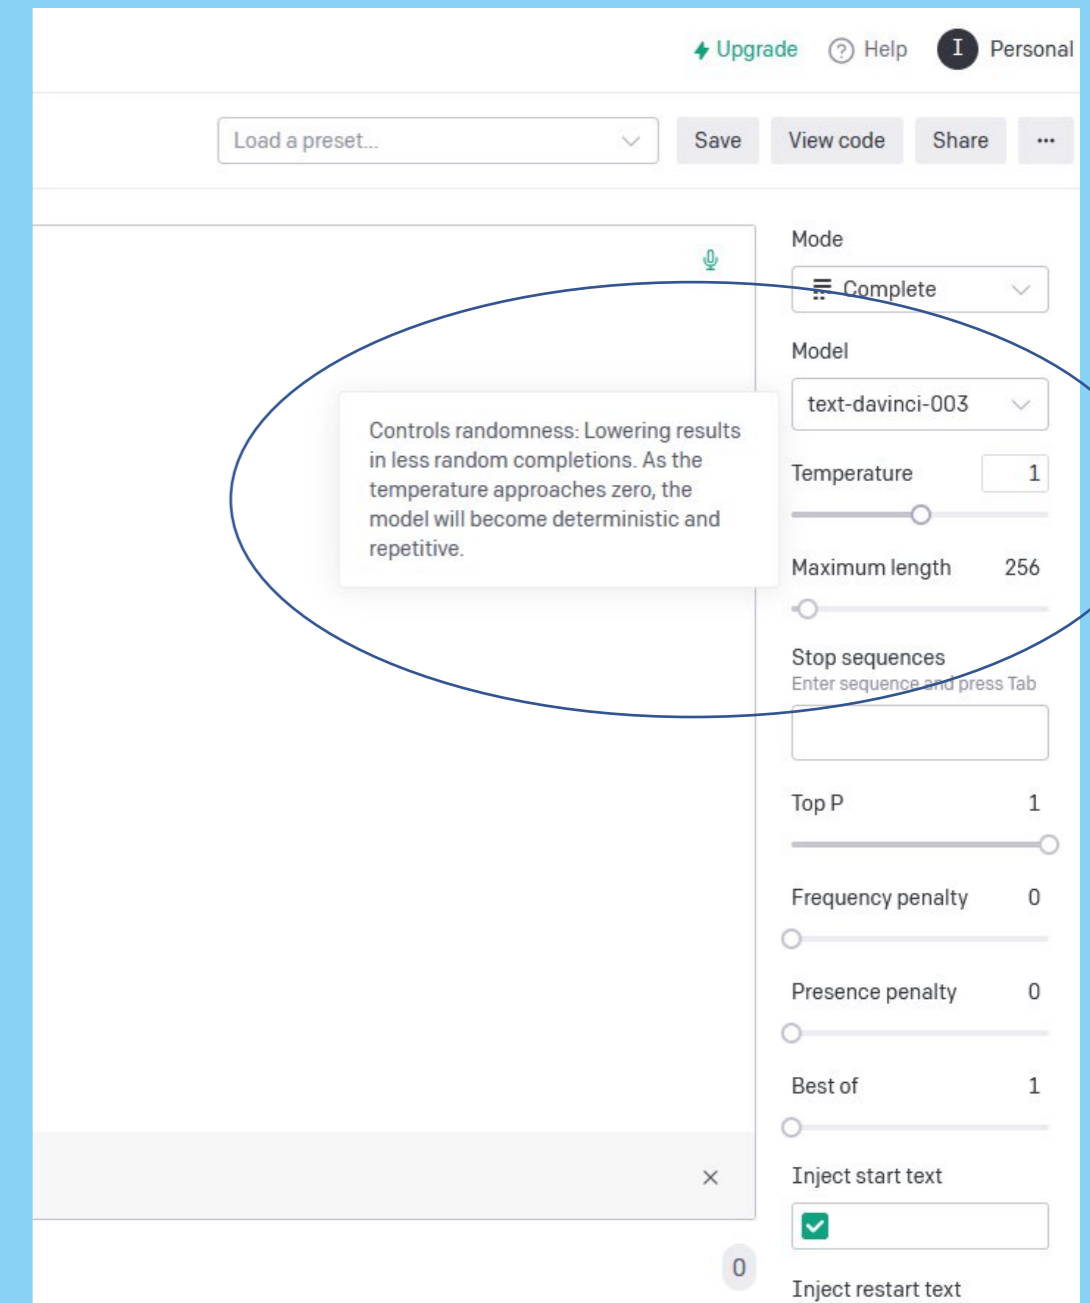 Upgrade Help I Personal
Load a preset... Save View code Share ...
Mode
Complete
Model
text-davinci-003
Controls randomness: Lowering results
in less random completions. As the
temperature approaches zero, the
model will become deterministic and
repetitive.
Temperature 1
Maximum length 256
Stop sequences
Enter sequence and press Tab
Top P 1
Frequency penalty 0
Presence penalty 0
Best of 1
Inject start text
0
Inject restart text